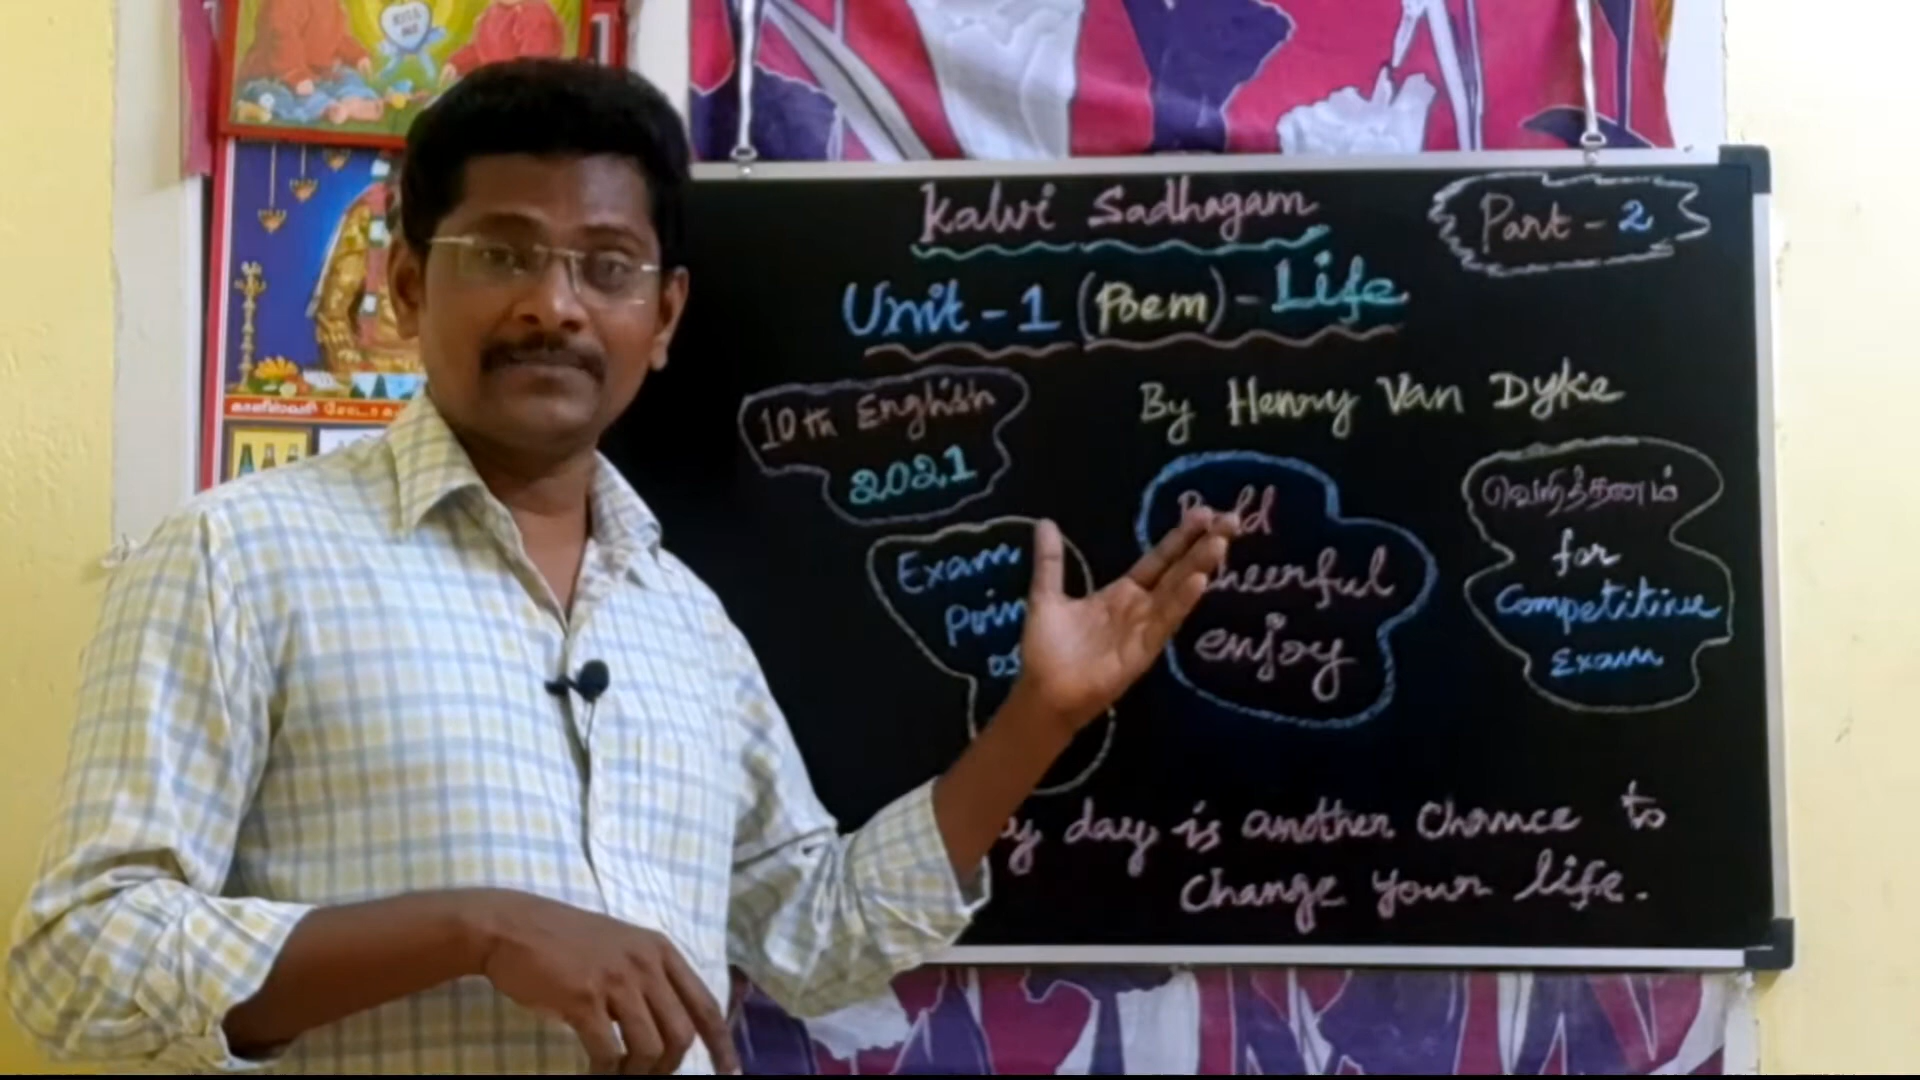 Kalvi Sadhagam
Part - 2
Unit - 1 (Poem) - Life
By Henry Van Dyke
10th English
2021
Exam
enjoy
வெறித்தனம்
for
Competitive
Exam
day is another Chance to
Change your life.